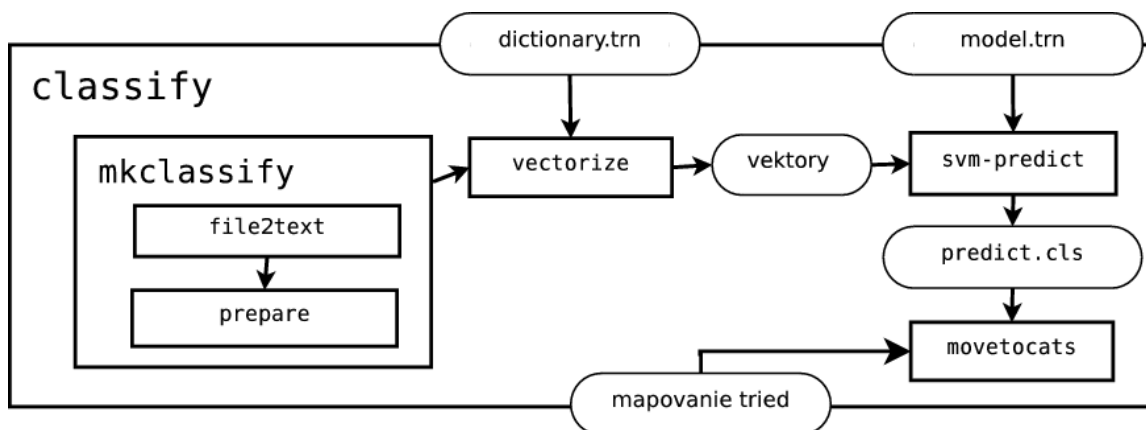 dictionary.trn
model.trn
classify
mkclassify
vectorize
vektory
svm-predict
file2text
prepare
predict.cls
movetocats
mapovanie tried